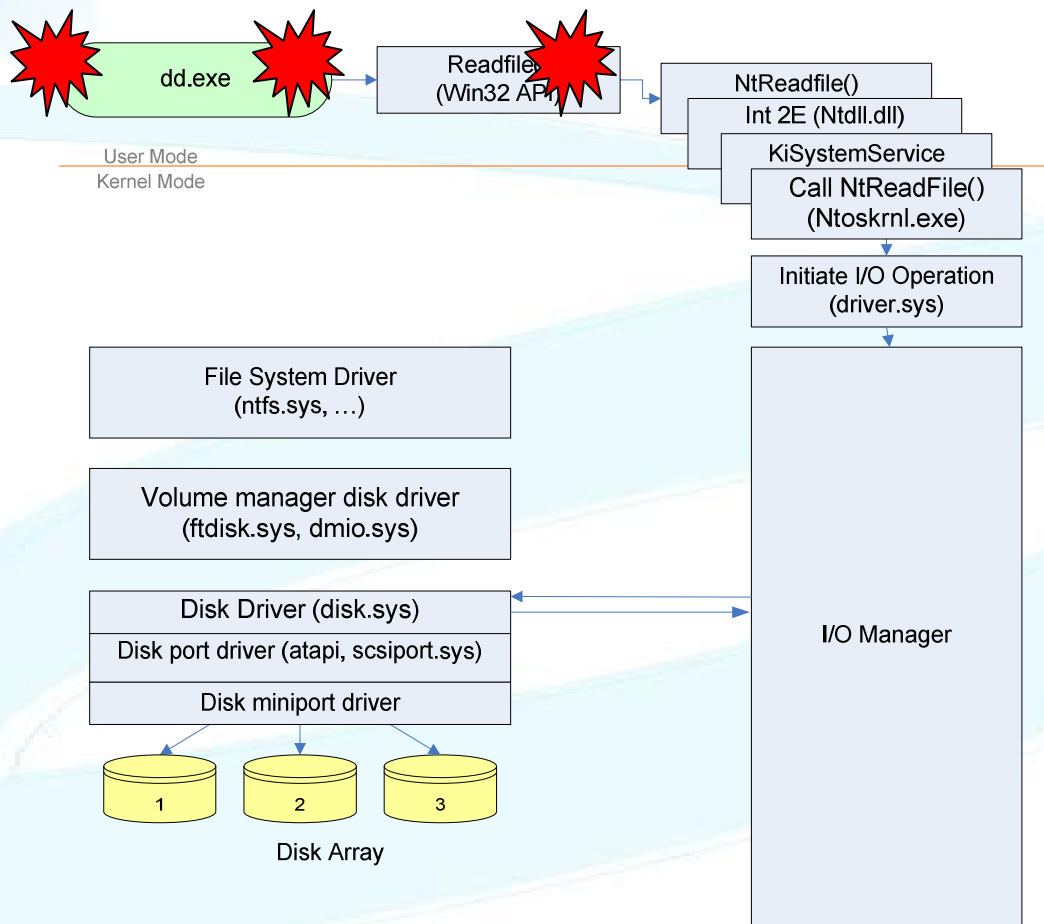 dd.exe
Readfile(
(Win32 API)
NtReadfile()
Int 2E (Ntdll.dll)
KiSystemService
Call NtReadFile()
(Ntoskrnl.exe)
User Mode
Kernel Mode
Initiate I/O Operation
(driver.sys)
File System Driver
(ntfs.sys, …)
Volume manager disk driver
(ftdisk.sys, dmio.sys)
Disk Driver (disk.sys)
Disk port driver (atapi, scsiport.sys)
Disk miniport driver
I/O Manager
1
2
3
Disk Array